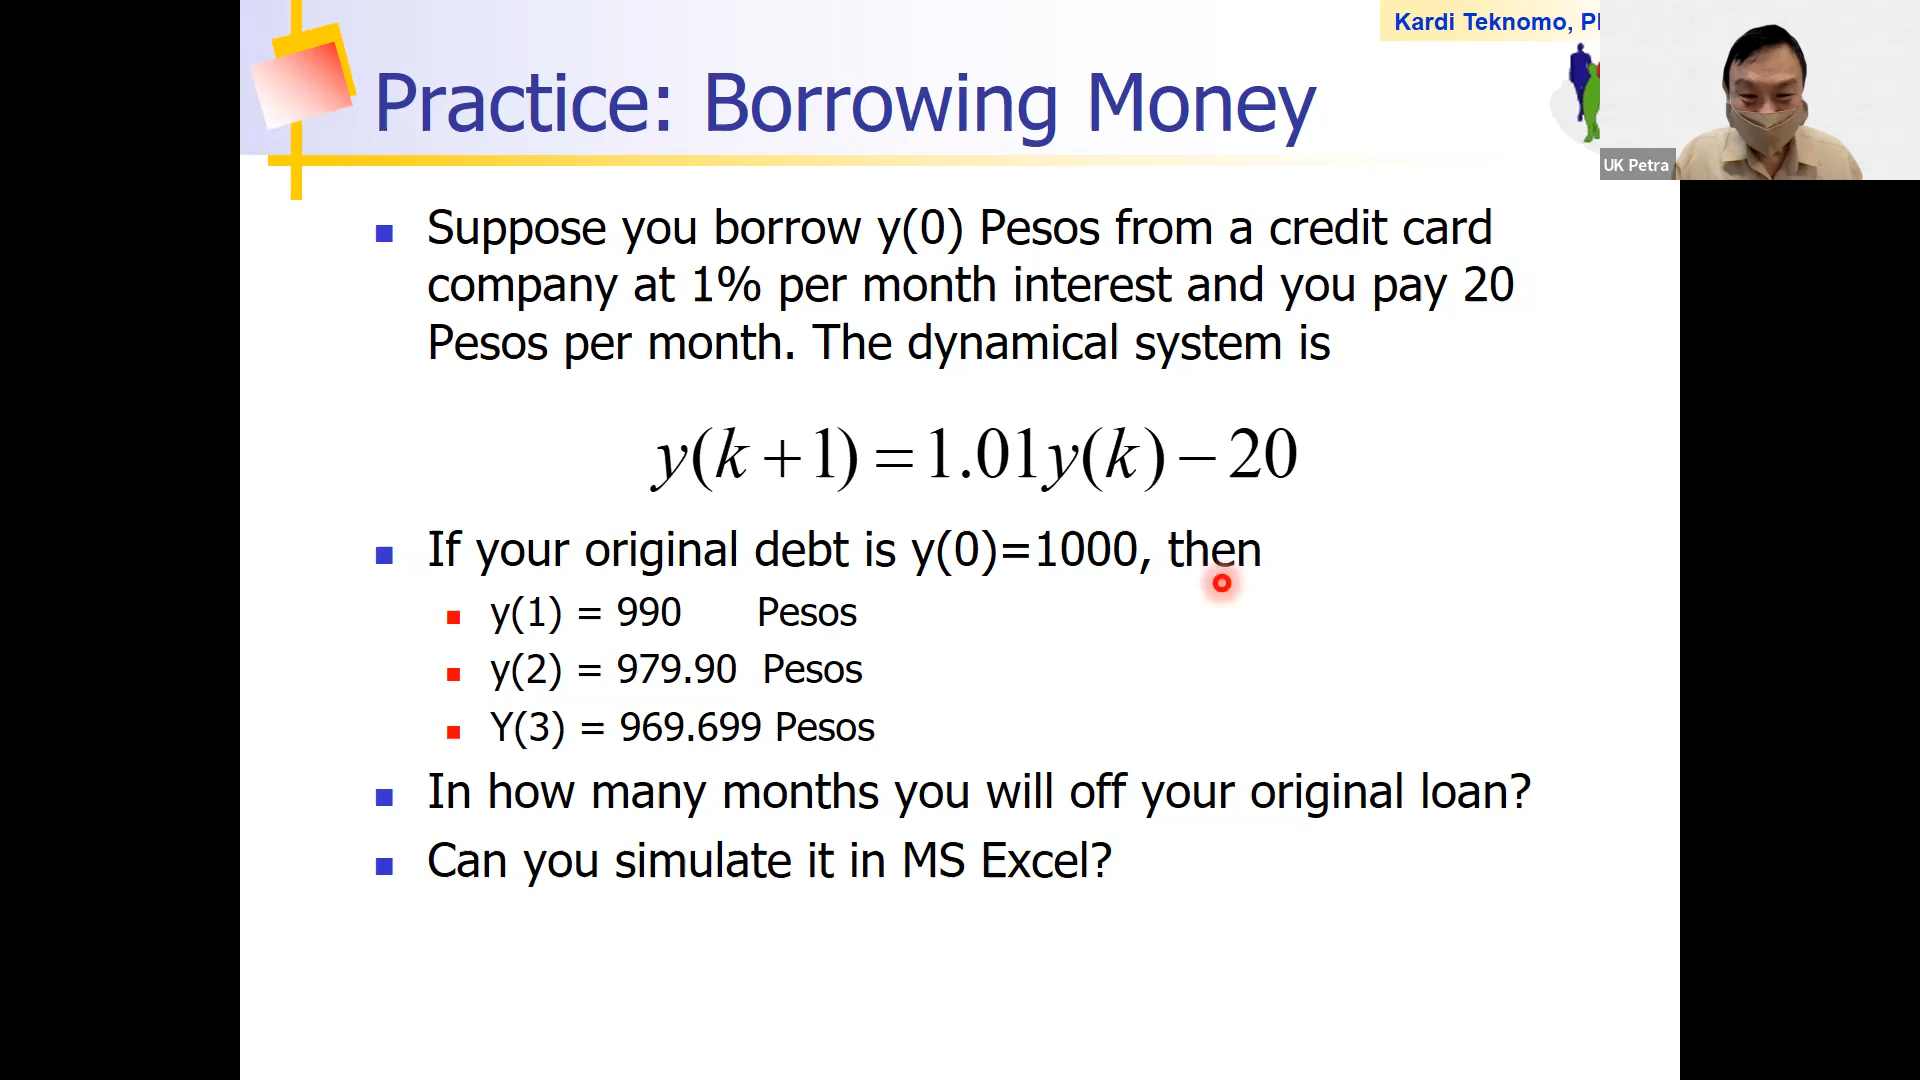 Kardi Teknomo, 
Practice: Borrowing Money
UK Petra
Suppose you borrow y(0) Pesos from a credit card
company at 1% per month interest and you pay 20
Pesos per month. The dynamical system is
y(k+1)=1.01y(k)−20
If your original debt is y(0)=1000, then
y(1) = 990 Pesos
y(2) = 979.90 Pesos
Y(3) = 969.699 Pesos
In how many months you will off your original loan?
Can you simulate it in MS Excel?